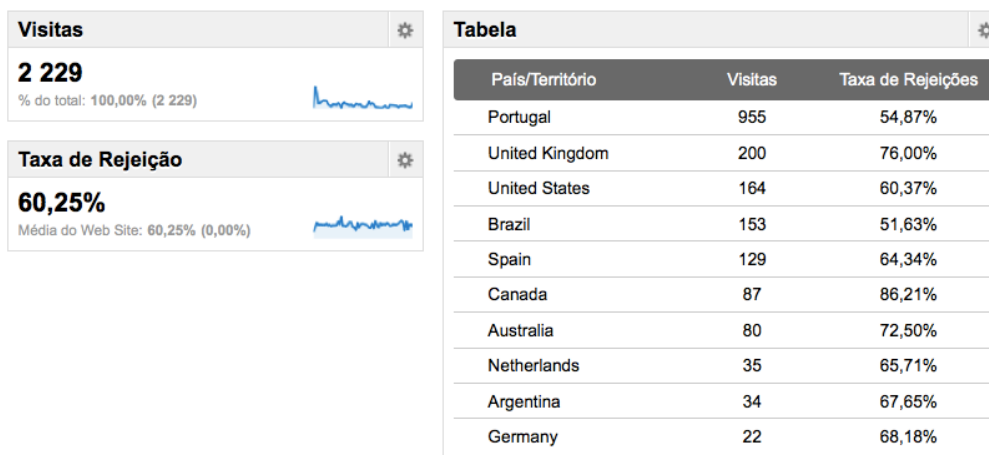 Visitas
2 229
% do total: 100,00% (2 229)
Taxa de Rejeição
60,25%
Média do Web Site: 60,25% (0,00%)
Tabela
País/Território Visitas Taxa de Rejeições
Portugal 955 54,87%
United Kingdom 200 76,00%
United States 164 60,37%
Brazil 153 51,63%
Spain 129 64,34%
Canada 87 86,21%
Australia 80 72,50%
Netherlands 35 65,71%
Argentina 34 67,65%
Germany 22 68,18%